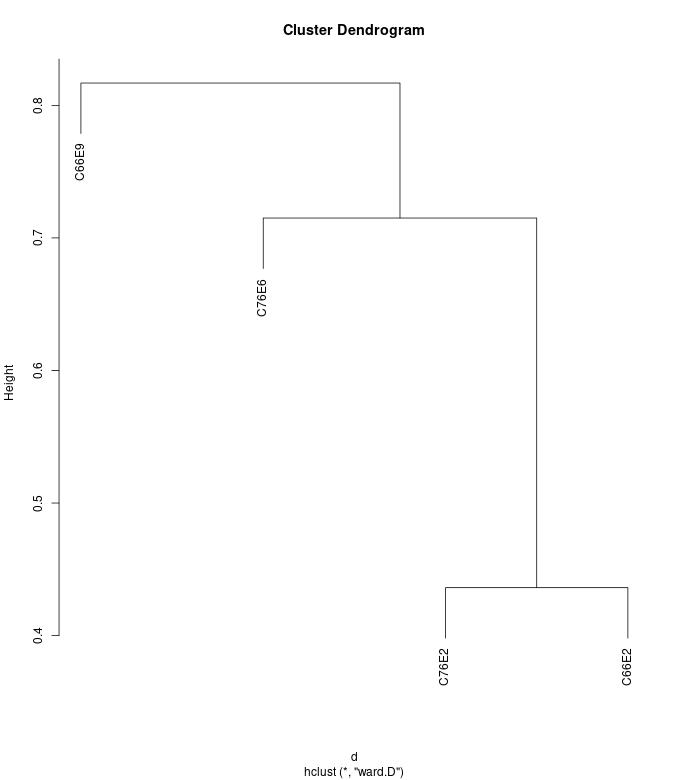 Cluster Dendrogram
Height
0.8
0.7
0.6
0.5
0.4
C66E9
C76E6
C76E2
C66E2
d
hclust (*, "ward.D")